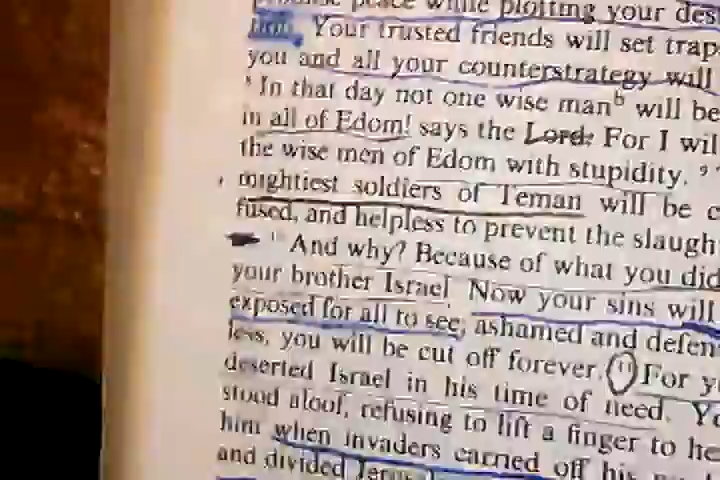 peace while plotting your des
tion. Your trusted friends will set trap
you and all your counterstrategy will
8 In that day not one wise man b will be
in all of Edom! says the Lord: For I wil
the wise men of Edom with stupidity. 9
mightiest soldiers of Teman will be c
fused, and helpless to prevent the slaugh
10 And why? Because of what you did
your brother Israel Now your sins will
exposed for all to see; ashamed and defen
less, you will be cut off forever. 11 For y
deserted Israel in his time of need. Yo
stood aloof, refusing to lift a finger to he
him when invaders carried off his
and divided Jerus